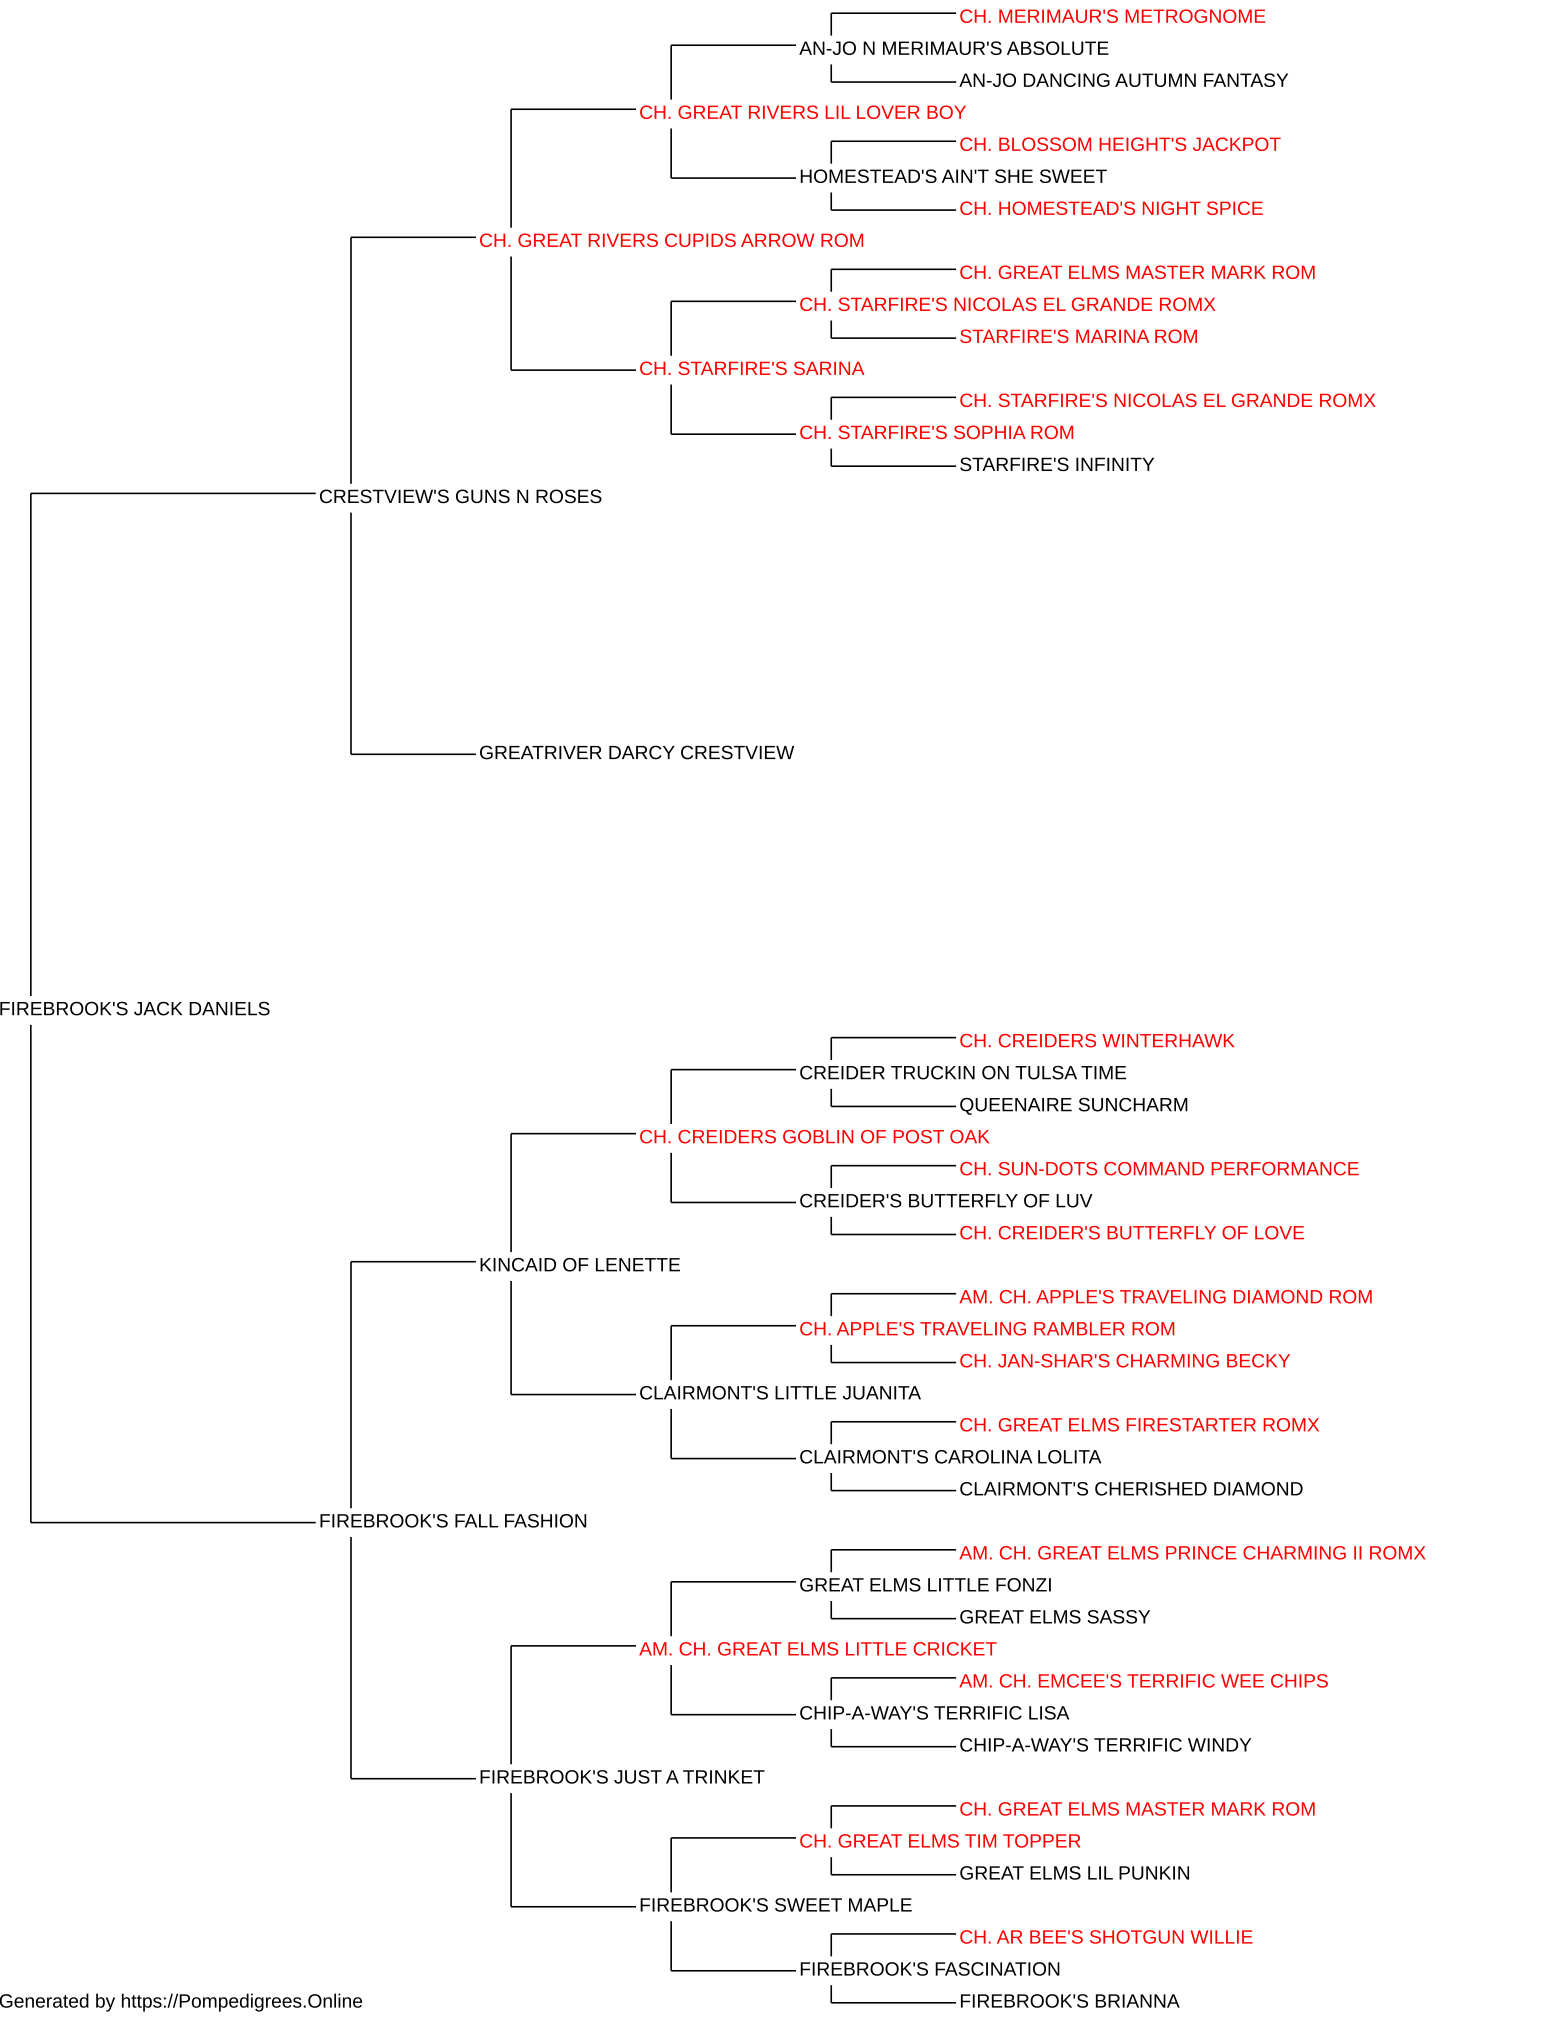 CH. MERIMAUR'S METROGNOME
AN-JO N MERIMAUR'S ABSOLUTE
AN-JO DANCING AUTUMN FANTASY
CH. GREAT RIVERS LIL LOVER BOY
CH. BLOSSOM HEIGHT'S JACKPOT
HOMESTEAD'S AIN'T SHE SWEET
CH. HOMESTEAD'S NIGHT SPICE
CH. GREAT RIVERS CUPIDS ARROW ROM
CH. GREAT ELMS MASTER MARK ROM
CH. STARFIRE'S NICOLAS EL GRANDE ROMX
STARFIRE'S MARINA ROM
CH. STARFIRE'S SARINA
CH. STARFIRE'S NICOLAS EL GRANDE ROMX
CH. STARFIRE'S SOPHIA ROM
STARFIRE'S INFINITY
CRESTVIEW'S GUNS N ROSES
GREATRIVER DARCY CRESTVIEW
FIREBROOK'S JACK DANIELS
CH. CREIDERS WINTERHAWK
CREIDER TRUCKIN ON TULSA TIME
QUEENAIRE SUNCHARM
CH. CREIDERS GOBLIN OF POST OAK
CH. SUN-DOTS COMMAND PERFORMANCE
CREIDER'S BUTTERFLY OF LUV
CH. CREIDER'S BUTTERFLY OF LOVE
KINCAID OF LENETTE
AM. CH. APPLE'S TRAVELING DIAMOND ROM
CH. APPLE'S TRAVELING RAMBLER ROM
CH. JAN-SHAR'S CHARMING BECKY
CLAIRMONT'S LITTLE JUANITA
CH. GREAT ELMS FIRESTARTER ROMX
CLAIRMONT'S CAROLINA LOLITA
CLAIRMONT'S CHERISHED DIAMOND
FIREBROOK'S FALL FASHION
AM. CH. GREAT ELMS PRINCE CHARMING II ROMX
GREAT ELMS LITTLE FONZI
GREAT ELMS SASSY
AM. CH. GREAT ELMS LITTLE CRICKET
AM. CH. EMCEE'S TERRIFIC WEE CHIPS
CHIP-A-WAY'S TERRIFIC LISA
CHIP-A-WAY'S TERRIFIC WINDY
FIREBROOK'S JUST A TRINKET
CH. GREAT ELMS MASTER MARK ROM
CH. GREAT ELMS TIM TOPPER
GREAT ELMS LIL PUNKIN
FIREBROOK'S SWEET MAPLE
CH. AR BEE'S SHOTGUN WILLIE
FIREBROOK'S FASCINATION
FIREBROOK'S BRIANNA
Generated by https://Pompedigrees.Online